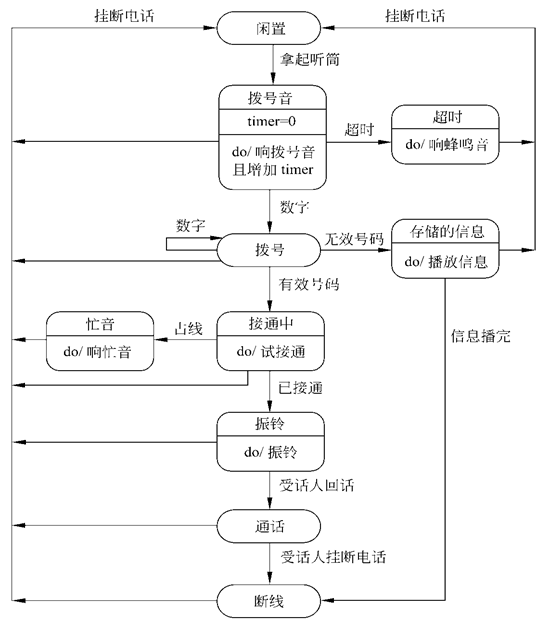 挂断电话
闲置
挂断电话
拿起听筒
拨号音
timer=0
do/ 响拨号音
且增加 timer
超时
超时
do/ 响蜂鸣音
数字
数字
拨号
无效号码
存储的信息
do/ 播放信息
有效号码
忙音
do/ 响忙音
占线
接通中
do/ 试接通
信息播完
已接通
振铃
do/ 振铃
受话人回话
通话
受话人挂断电话
断线